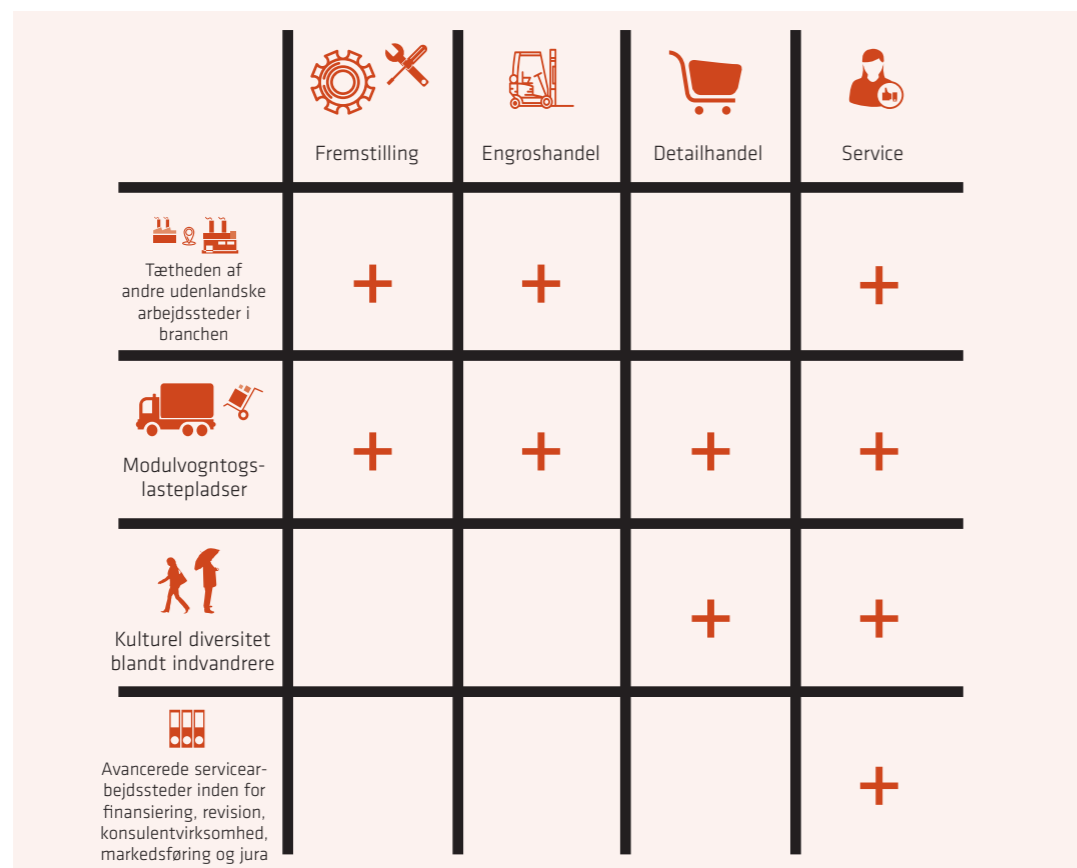 Fremstilling
Engroshandel
Detailhandel
Service
Tætheden af
andre udenlandske
arbejdssteder i
branchen
+ + +
Modulvogntogs-
lastepladser
+ + + +
Kulturel diversitet
blandt indvandrere
+ +
Avancerede servicear-
bejdssteder inden for
finansiering, revision,
konsulentvirksomhed,
markedsføring og jura
+